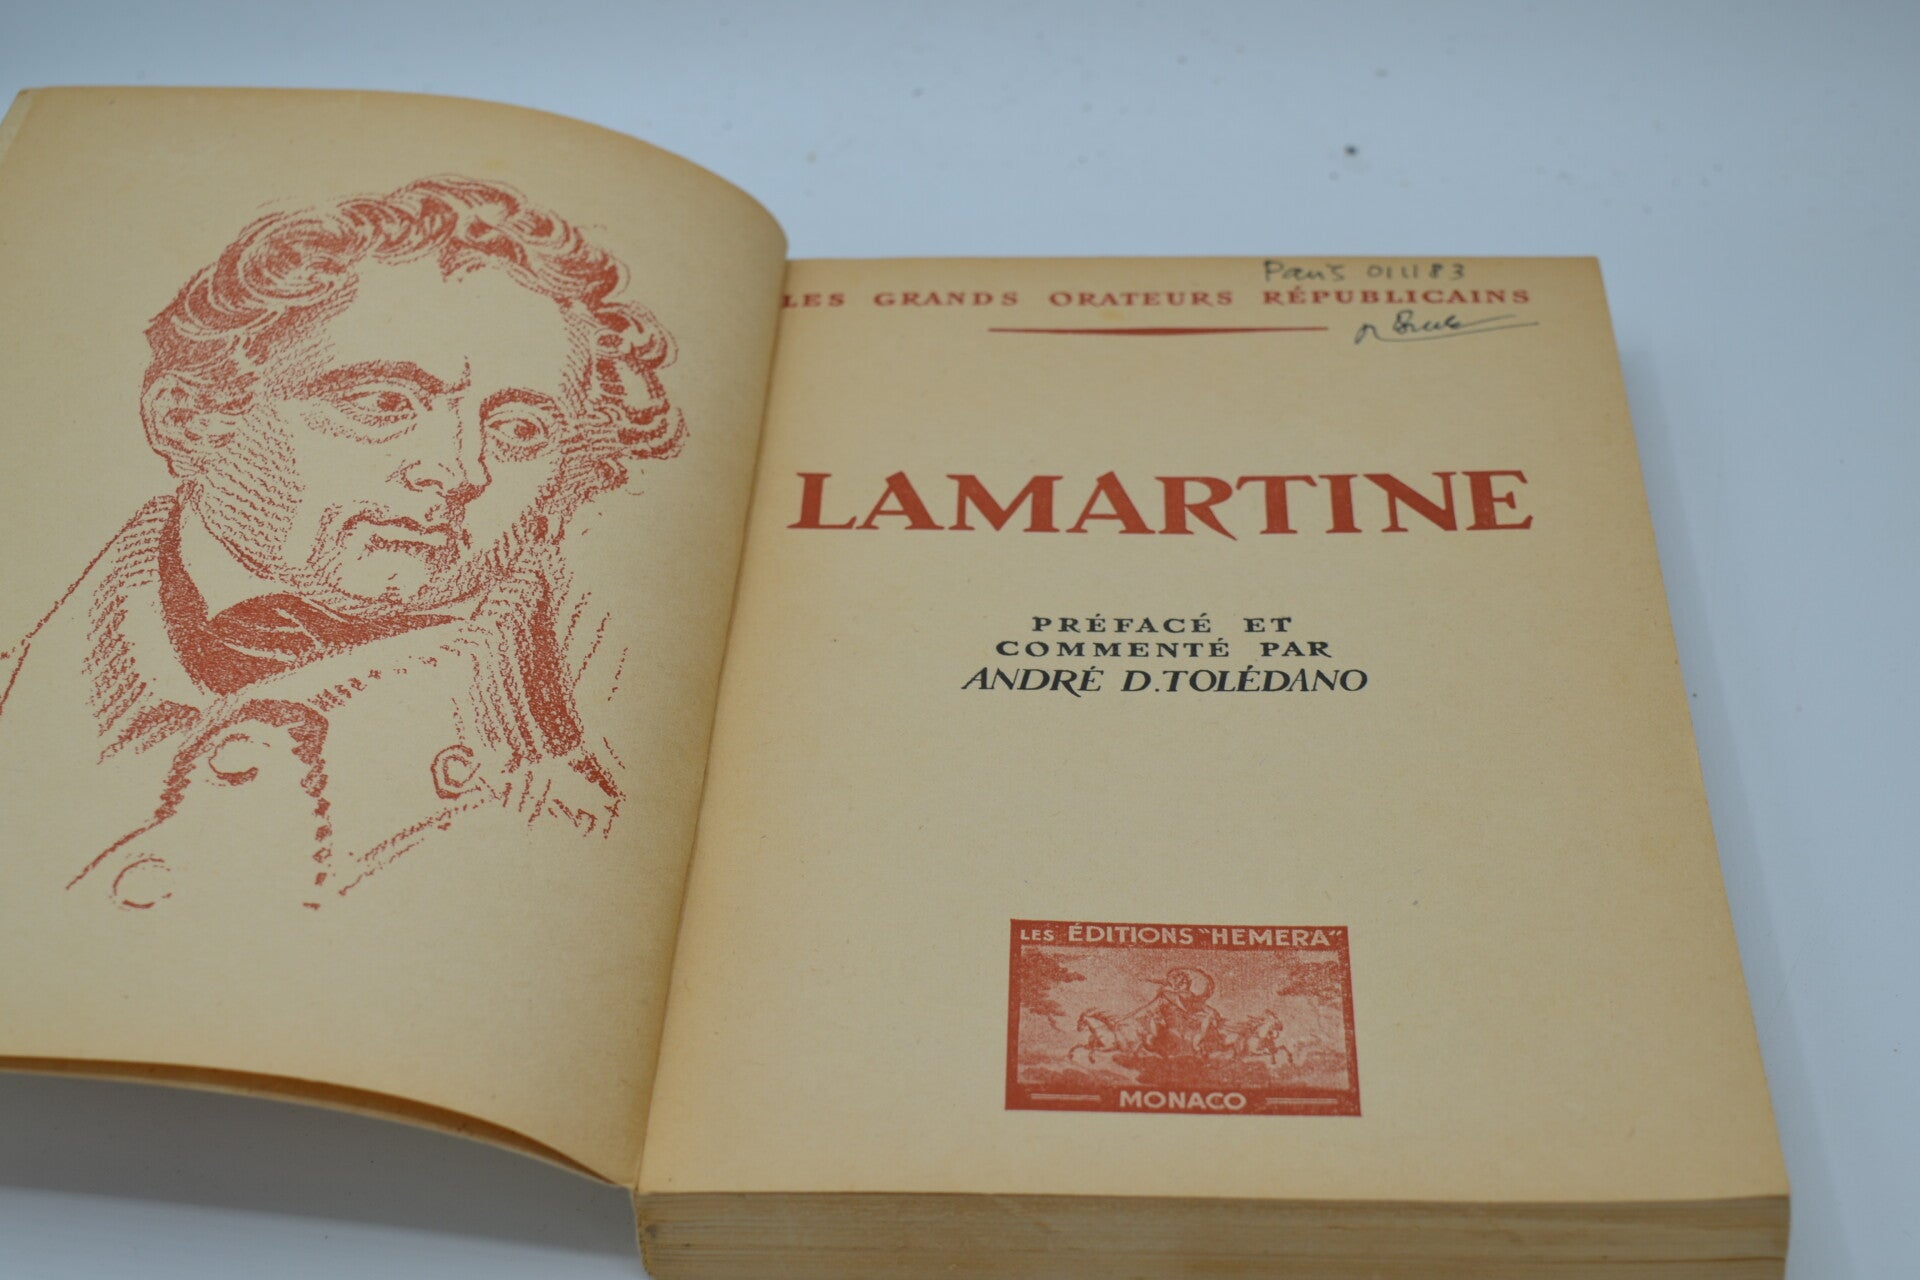 Paris 011183
LES GRANDS ORATEURS RÉPUBLICAINS
LAMARTINE
PRÉFACÉ ET
COMMENTÉ PAR
ANDRÉ D. TOLÉDANO
LES ÉDITIONS "HEMERA"
MONACO